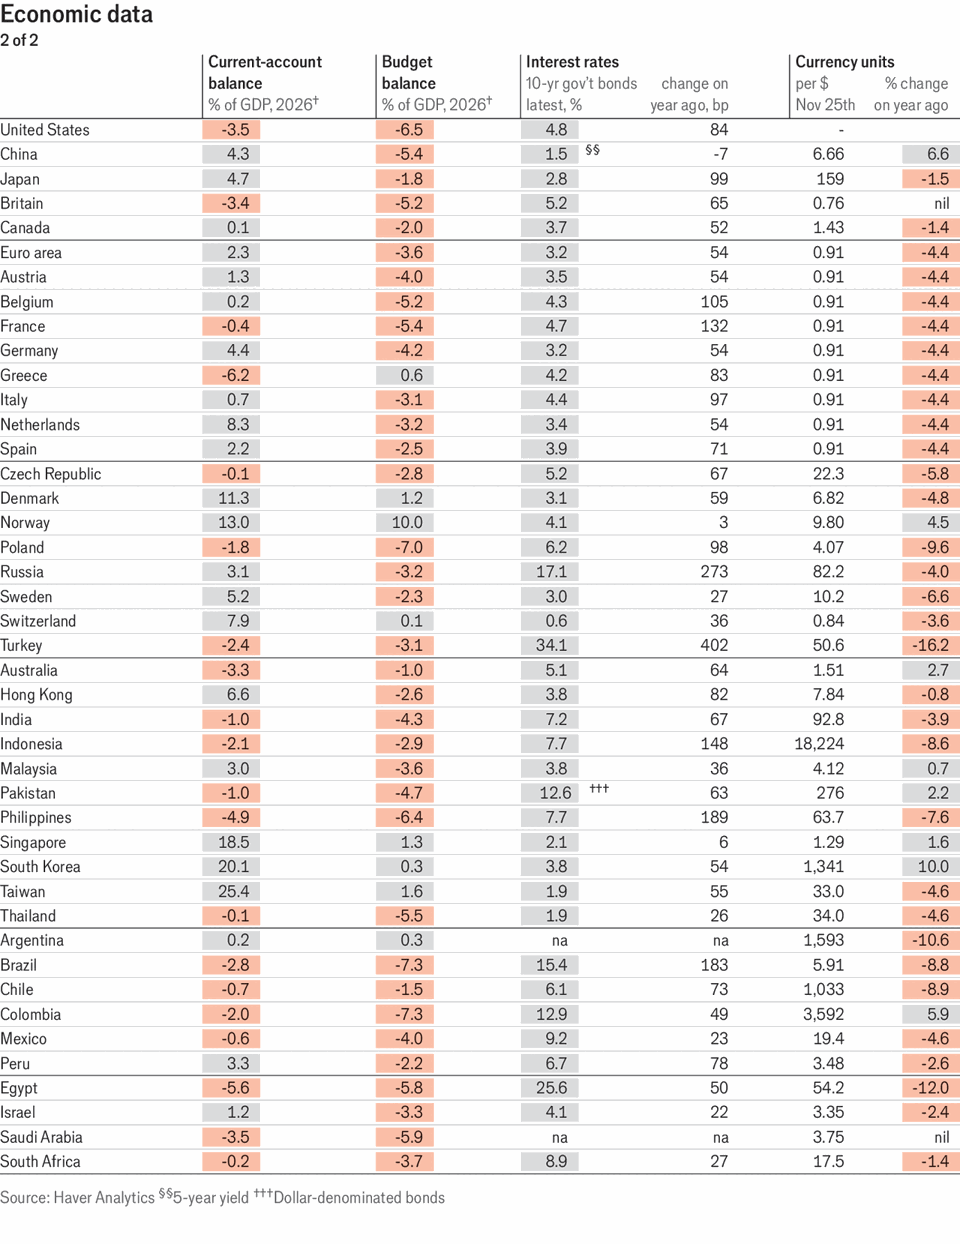 Economic data
2 of 2
Current-account Budget Interest rates Currency units
balance balance 10-yr gov't bonds change on per $ % change
% of GDP, 2026† % of GDP, 2026† latest, % year ago, bp Nov 25th on year ago
United States -3.5 -6.5 4.8 84 -
China 4.3 -5.4 1.5 §§ -7 6.66 6.6
Japan 4.7 -1.8 2.8 99 159 -1.5
Britain -3.4 -5.2 5.2 65 0.76 nil
Canada 0.1 -2.0 3.7 52 1.43 -1.4
Euro area 2.3 -3.6 3.2 54 0.91 -4.4
Austria 1.3 -4.0 3.5 54 0.91 -4.4
Belgium 0.2 -5.2 4.3 105 0.91 -4.4
France -0.4 -5.4 4.7 132 0.91 -4.4
Germany 4.4 -4.2 3.2 54 0.91 -4.4
Greece -6.2 0.6 4.2 83 0.91 -4.4
Italy 0.7 -3.1 4.4 97 0.91 -4.4
Netherlands 8.3 -3.2 3.4 54 0.91 -4.4
Spain 2.2 -2.5 3.9 71 0.91 -4.4
Czech Republic -0.1 -2.8 5.2 67 22.3 -5.8
Denmark 11.3 1.2 3.1 59 6.82 -4.8
Norway 13.0 10.0 4.1 3 9.80 4.5
Poland -1.8 -7.0 6.2 98 4.07 -9.6
Russia 3.1 -3.2 17.1 273 82.2 -4.0
Sweden 5.2 -2.3 3.0 27 10.2 -6.6
Switzerland 7.9 0.1 0.6 36 0.84 -3.6
Turkey -2.4 -3.1 34.1 402 50.6 -16.2
Australia -3.3 -1.0 5.1 64 1.51 2.7
Hong Kong 6.6 -2.6 3.8 82 7.84 -0.8
India -1.0 -4.3 7.2 67 92.8 -3.9
Indonesia -2.1 -2.9 7.7 148 18,224 -8.6
Malaysia 3.0 -3.6 3.8 36 4.12 0.7
Pakistan -1.0 -4.7 12.6 ††† 63 276 2.2
Philippines -4.9 -6.4 7.7 189 63.7 -7.6
Singapore 18.5 1.3 2.1 6 1.29 1.6
South Korea 20.1 0.3 3.8 54 1,341 10.0
Taiwan 25.4 1.6 1.9 55 33.0 -4.6
Thailand -0.1 -5.5 1.9 26 34.0 -4.6
Argentina 0.2 0.3 na na 1,593 -10.6
Brazil -2.8 -7.3 15.4 183 5.91 -8.8
Chile -0.7 -1.5 6.1 73 1,033 -8.9
Colombia -2.0 -7.3 12.9 49 3,592 5.9
Mexico -0.6 -4.0 9.2 23 19.4 -4.6
Peru 3.3 -2.2 6.7 78 3.48 -2.6
Egypt -5.6 -5.8 25.6 50 54.2 -12.0
Israel 1.2 -3.3 4.1 22 3.35 -2.4
Saudi Arabia -3.5 -5.9 na na 3.75 nil
South Africa -0.2 -3.7 8.9 27 17.5 -1.4
Source: Haver Analytics §§5-year yield †††Dollar-denominated bonds